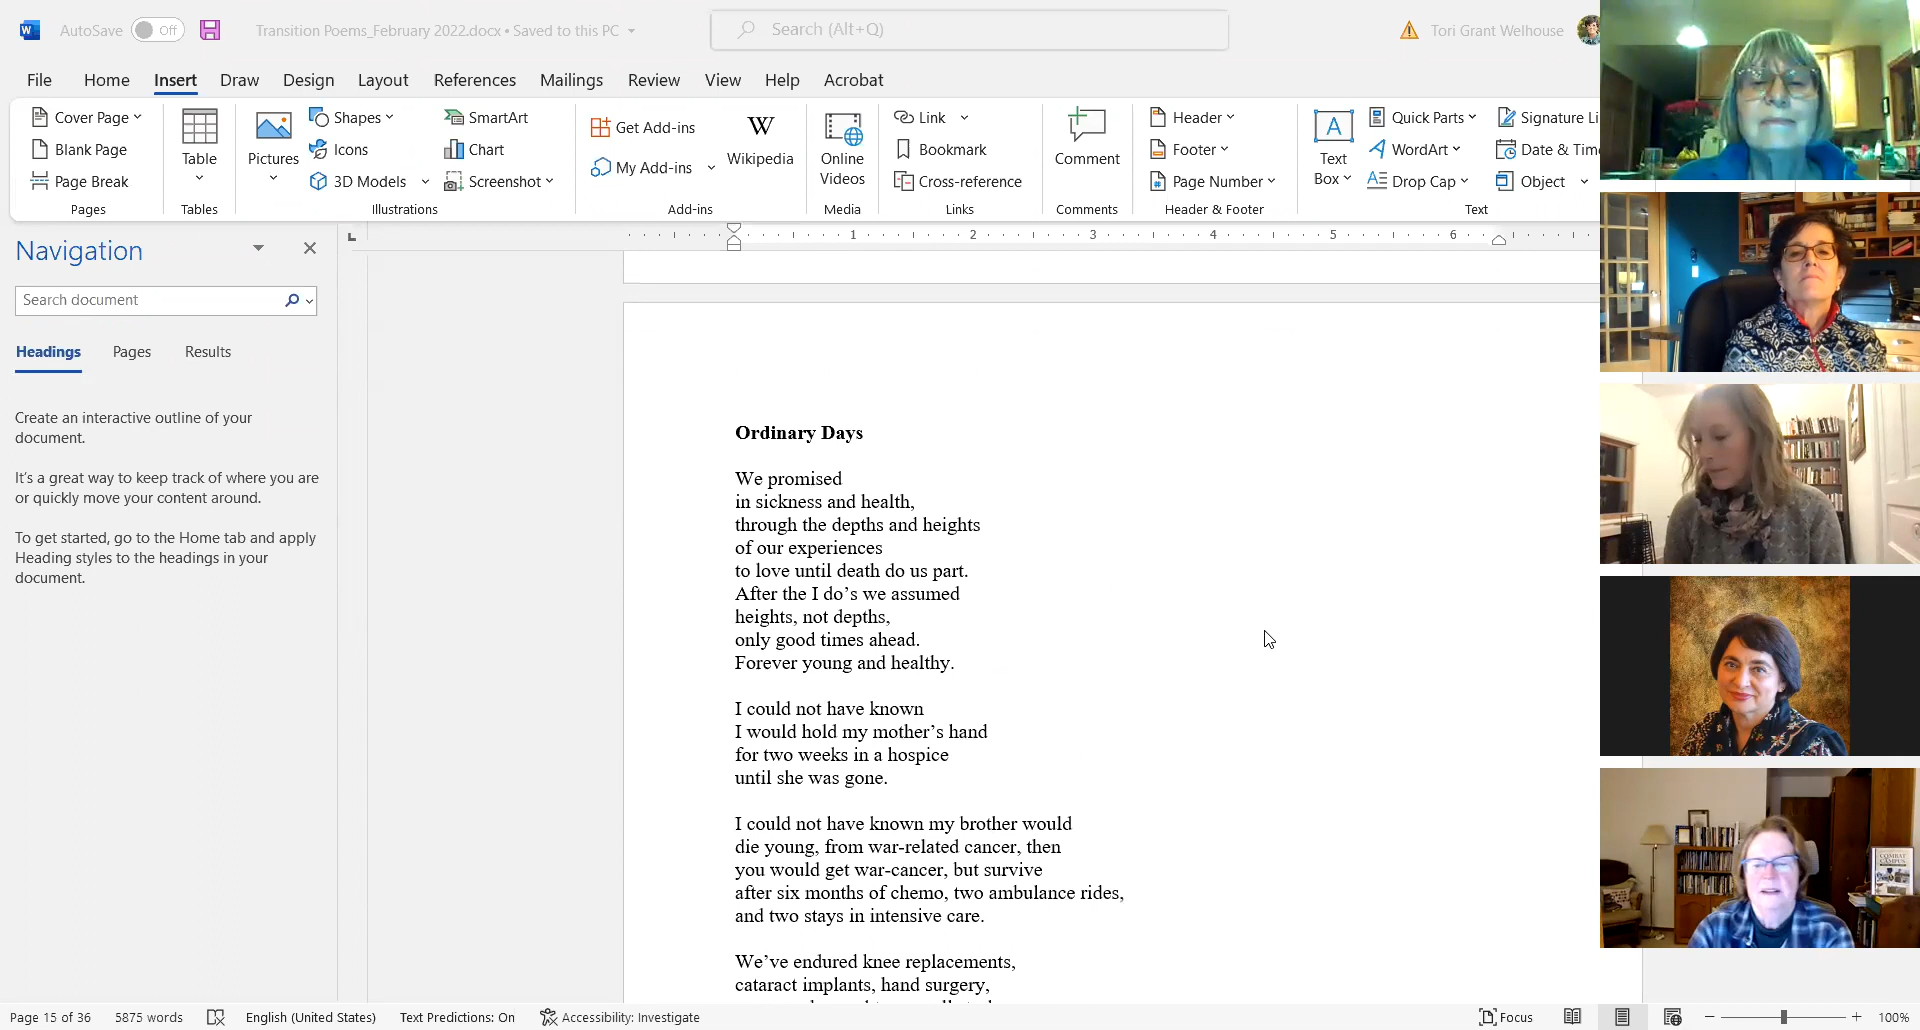 AutoSave Off Transition Poems_February 2022.docx • Saved to this PC Search (Alt+Q) Tori Grant Welhouse
File Home Insert Draw Design Layout References Mailings Review View Help Acrobat
Cover Page
Blank Page
Page Break
Pages
Table
Tables
Pictures
Shapes
Icons
3D Models
SmartArt
Chart
Screenshot
Illustrations
Get Add-ins
My Add-ins
W
Wikipedia
Add-ins
Online
Videos
Media
Link
Bookmark
Cross-reference
Links
Comment
Comments
Header
Footer
Page Number
Header & Footer
A
Text
Box
Quick Parts
WordArt
Drop Cap
Signature Li
Date & Time
Object
Text
Navigation
Search document
Headings Pages Results
Create an interactive outline of your
document.
It's a great way to keep track of where you are
or quickly move your content around.
To get started, go to the Home tab and apply
Heading styles to the headings in your
document.
1 2 3 4 5 6
Ordinary Days
We promised
in sickness and health,
through the depths and heights
of our experiences
to love until death do us part.
After the I do’s we assumed
heights, not depths,
only good times ahead.
Forever young and healthy.
I could not have known
I would hold my mother’s hand
for two weeks in a hospice
until she was gone.
I could not have known my brother would
die young, from war-related cancer, then
you would get war-cancer, but survive
after six months of chemo, two ambulance rides,
and two stays in intensive care.
We’ve endured knee replacements,
cataract implants, hand surgery,
COMBAT
CAMPUS
Page 15 of 36 5875 words English (United States) Text Predictions: On Accessibility: Investigate Focus 100%